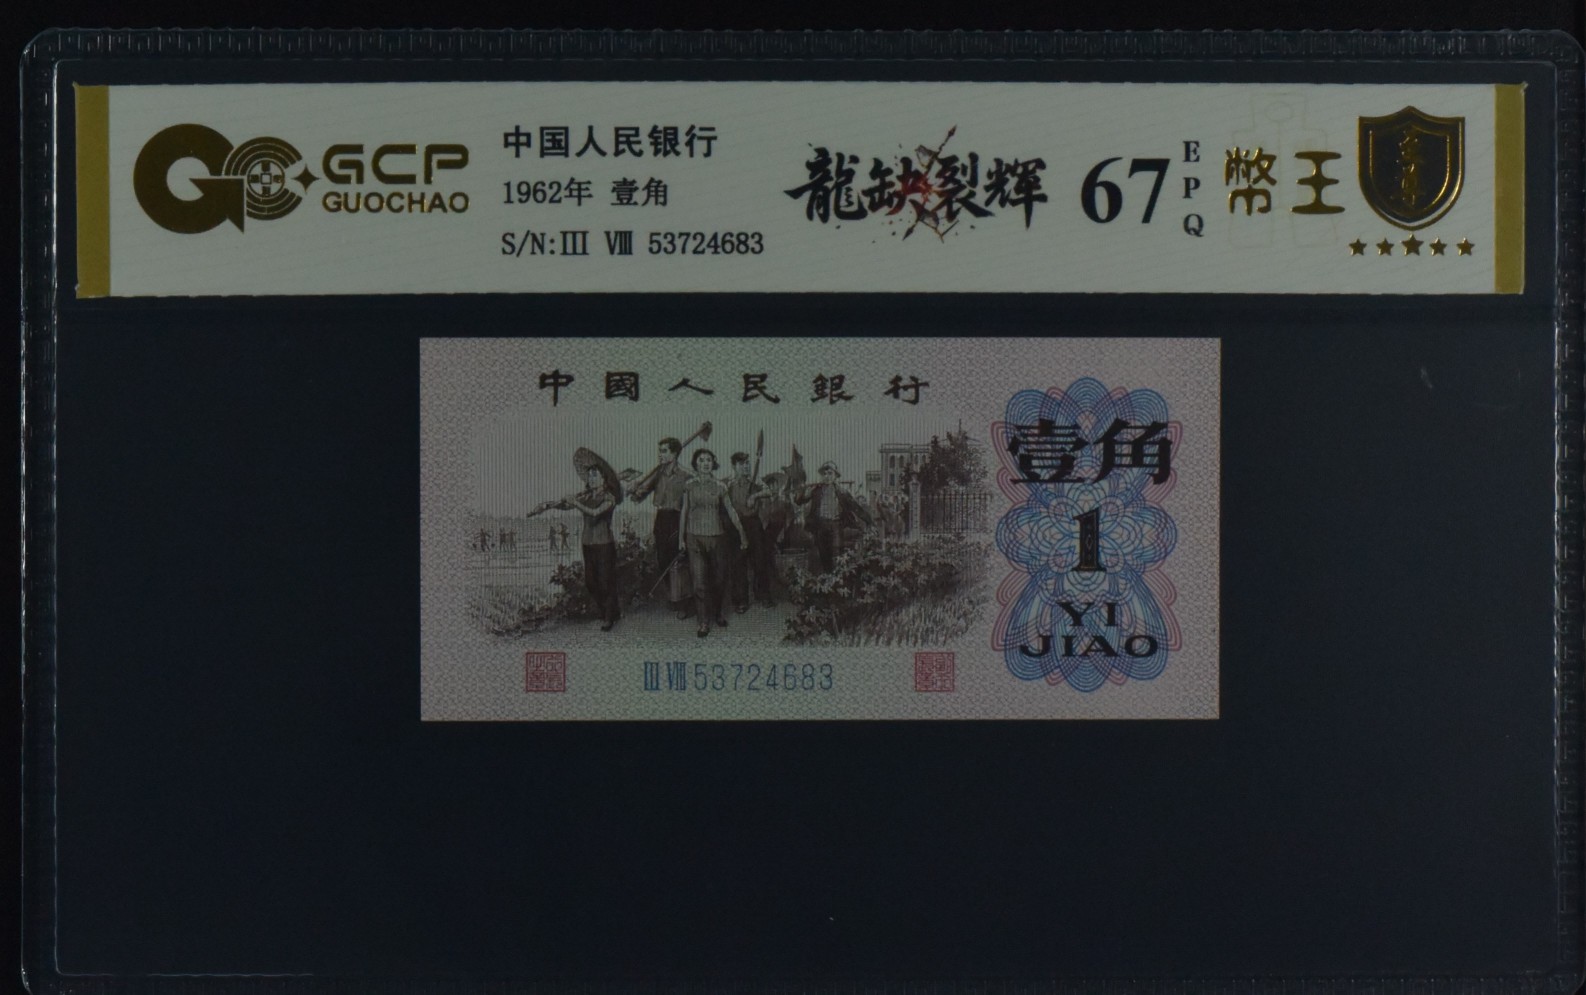 GCP
GUOCHAO
中国人民银行
1962年 壹角
S/N:III VIII 53724683
龍缺裂輝
67
EPQ
幣王
中國人民銀行
壹角
1
YI
JIAO
III VIII 53724683